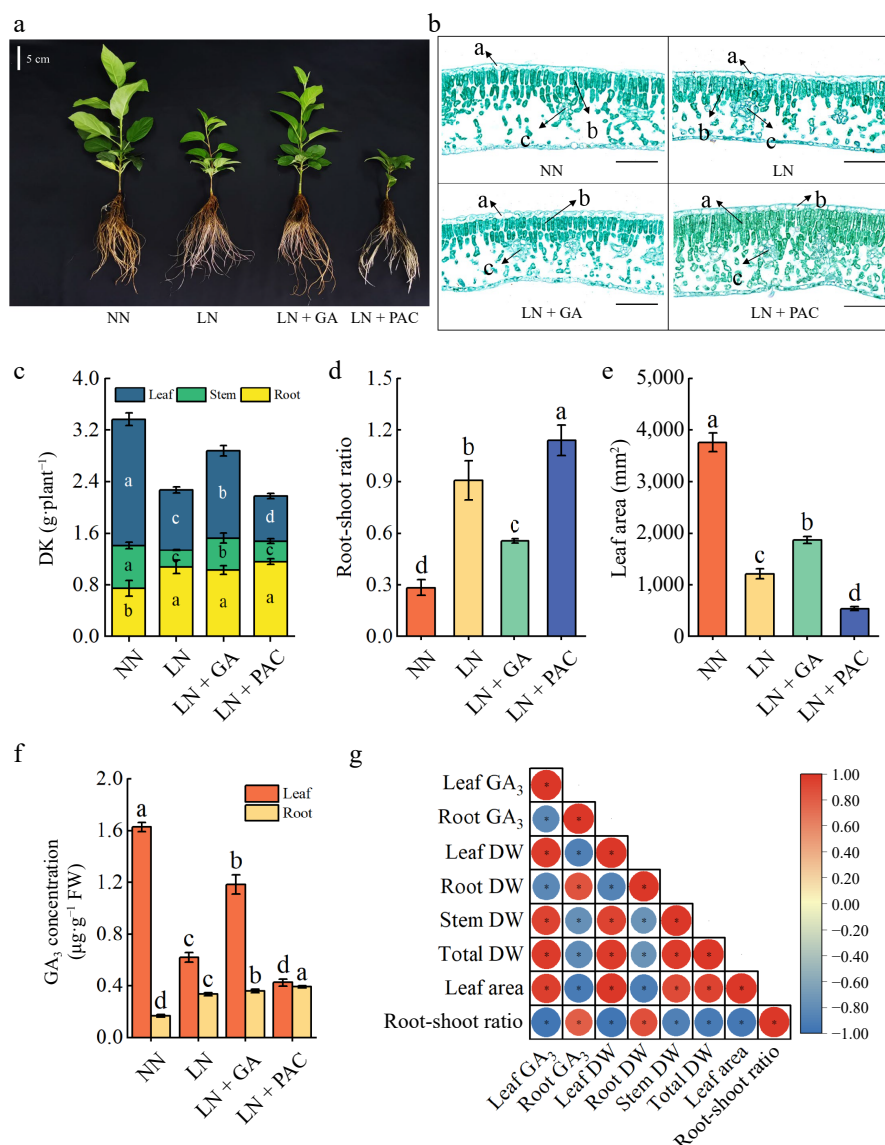 a
5 cm
NN LN LN + GA LN + PAC
b
a
b
c
NN
a
b
c
LN
a
b
c
LN + GA
a
b
c
LN + PAC
c
DK (g·plant⁻¹)
4.0
3.2
2.4
1.6
0.8
0.0
Leaf Stem Root
a
a
b
c
c
a
b
b
a
d
c
a
NN
LN
LN + GA
LN + PAC
d
Root-shoot ratio
1.5
1.2
0.9
0.6
0.3
0.0
d
b
c
a
NN
LN
LN + GA
LN + PAC
e
Leaf area (mm²)
5,000
4,000
3,000
2,000
1,000
0
a
c
b
d
NN
LN
LN + GA
LN + PAC
f
GA₃ concentration
(μg·g⁻¹ FW)
2.0
1.6
1.2
0.8
0.4
0.0
Leaf
Root
a
d
c
c
b
b
d
a
NN
LN
LN + GA
LN + PAC
g
Leaf GA₃
*
Root GA₃
* *
Leaf DW
* * *
Root DW
* * * *
Stem DW
* * * * *
Total DW
* * * * * *
Leaf area
* * * * * * *
Root-shoot ratio
* * * * * * * *
Leaf GA₃
Root GA₃
Leaf DW
Root DW
Stem DW
Total DW
Leaf area
Root-shoot ratio
1.00
0.80
0.60
0.40
0.20
0.00
−0.20
−0.40
−0.60
−0.80
−1.00